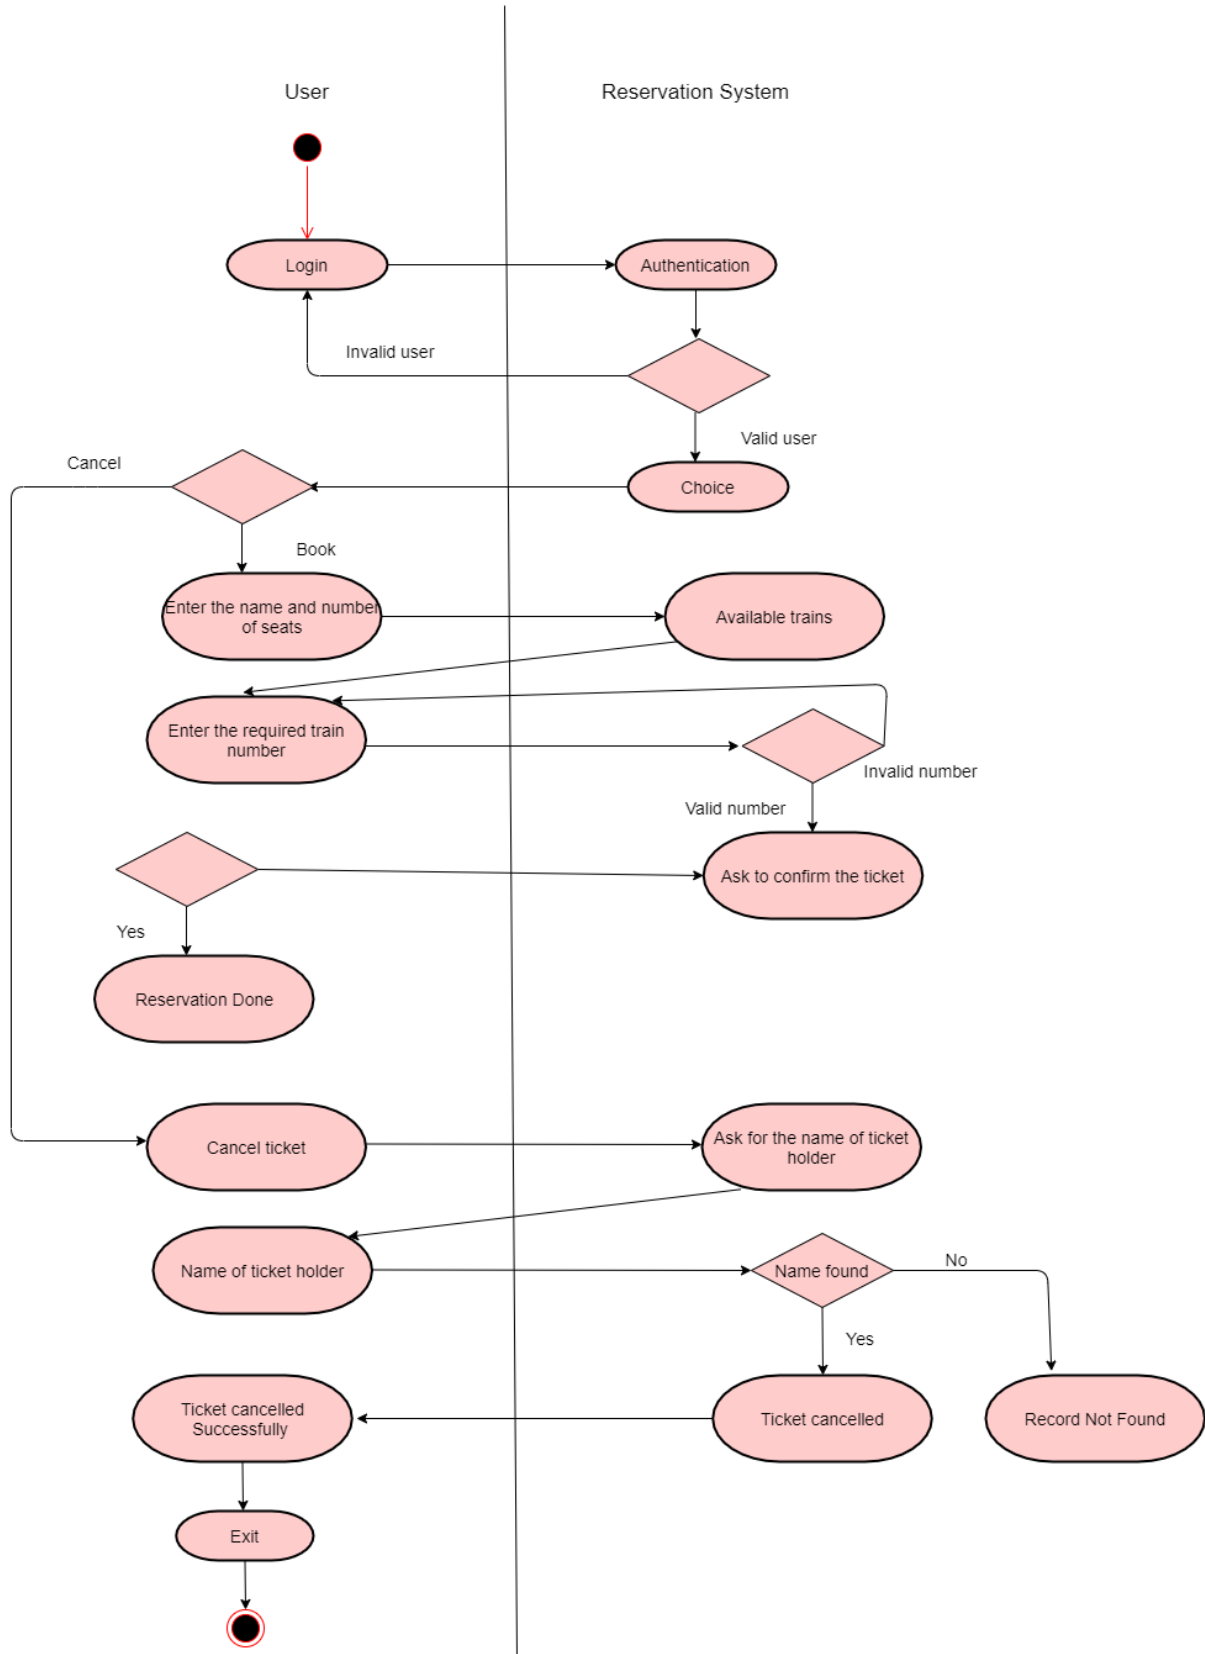 User
Reservation System
Login
Authentication
Invalid user
Valid user
Cancel
Choice
Book
Enter the name and number
of seats
Available trains
Enter the required train
number
Invalid number
Valid number
Ask to confirm the ticket
Yes
Reservation Done
Cancel ticket
Ask for the name of ticket
holder
Name of ticket holder
Name found
No
Yes
Ticket cancelled
Successfully
Ticket cancelled
Record Not Found
Exit